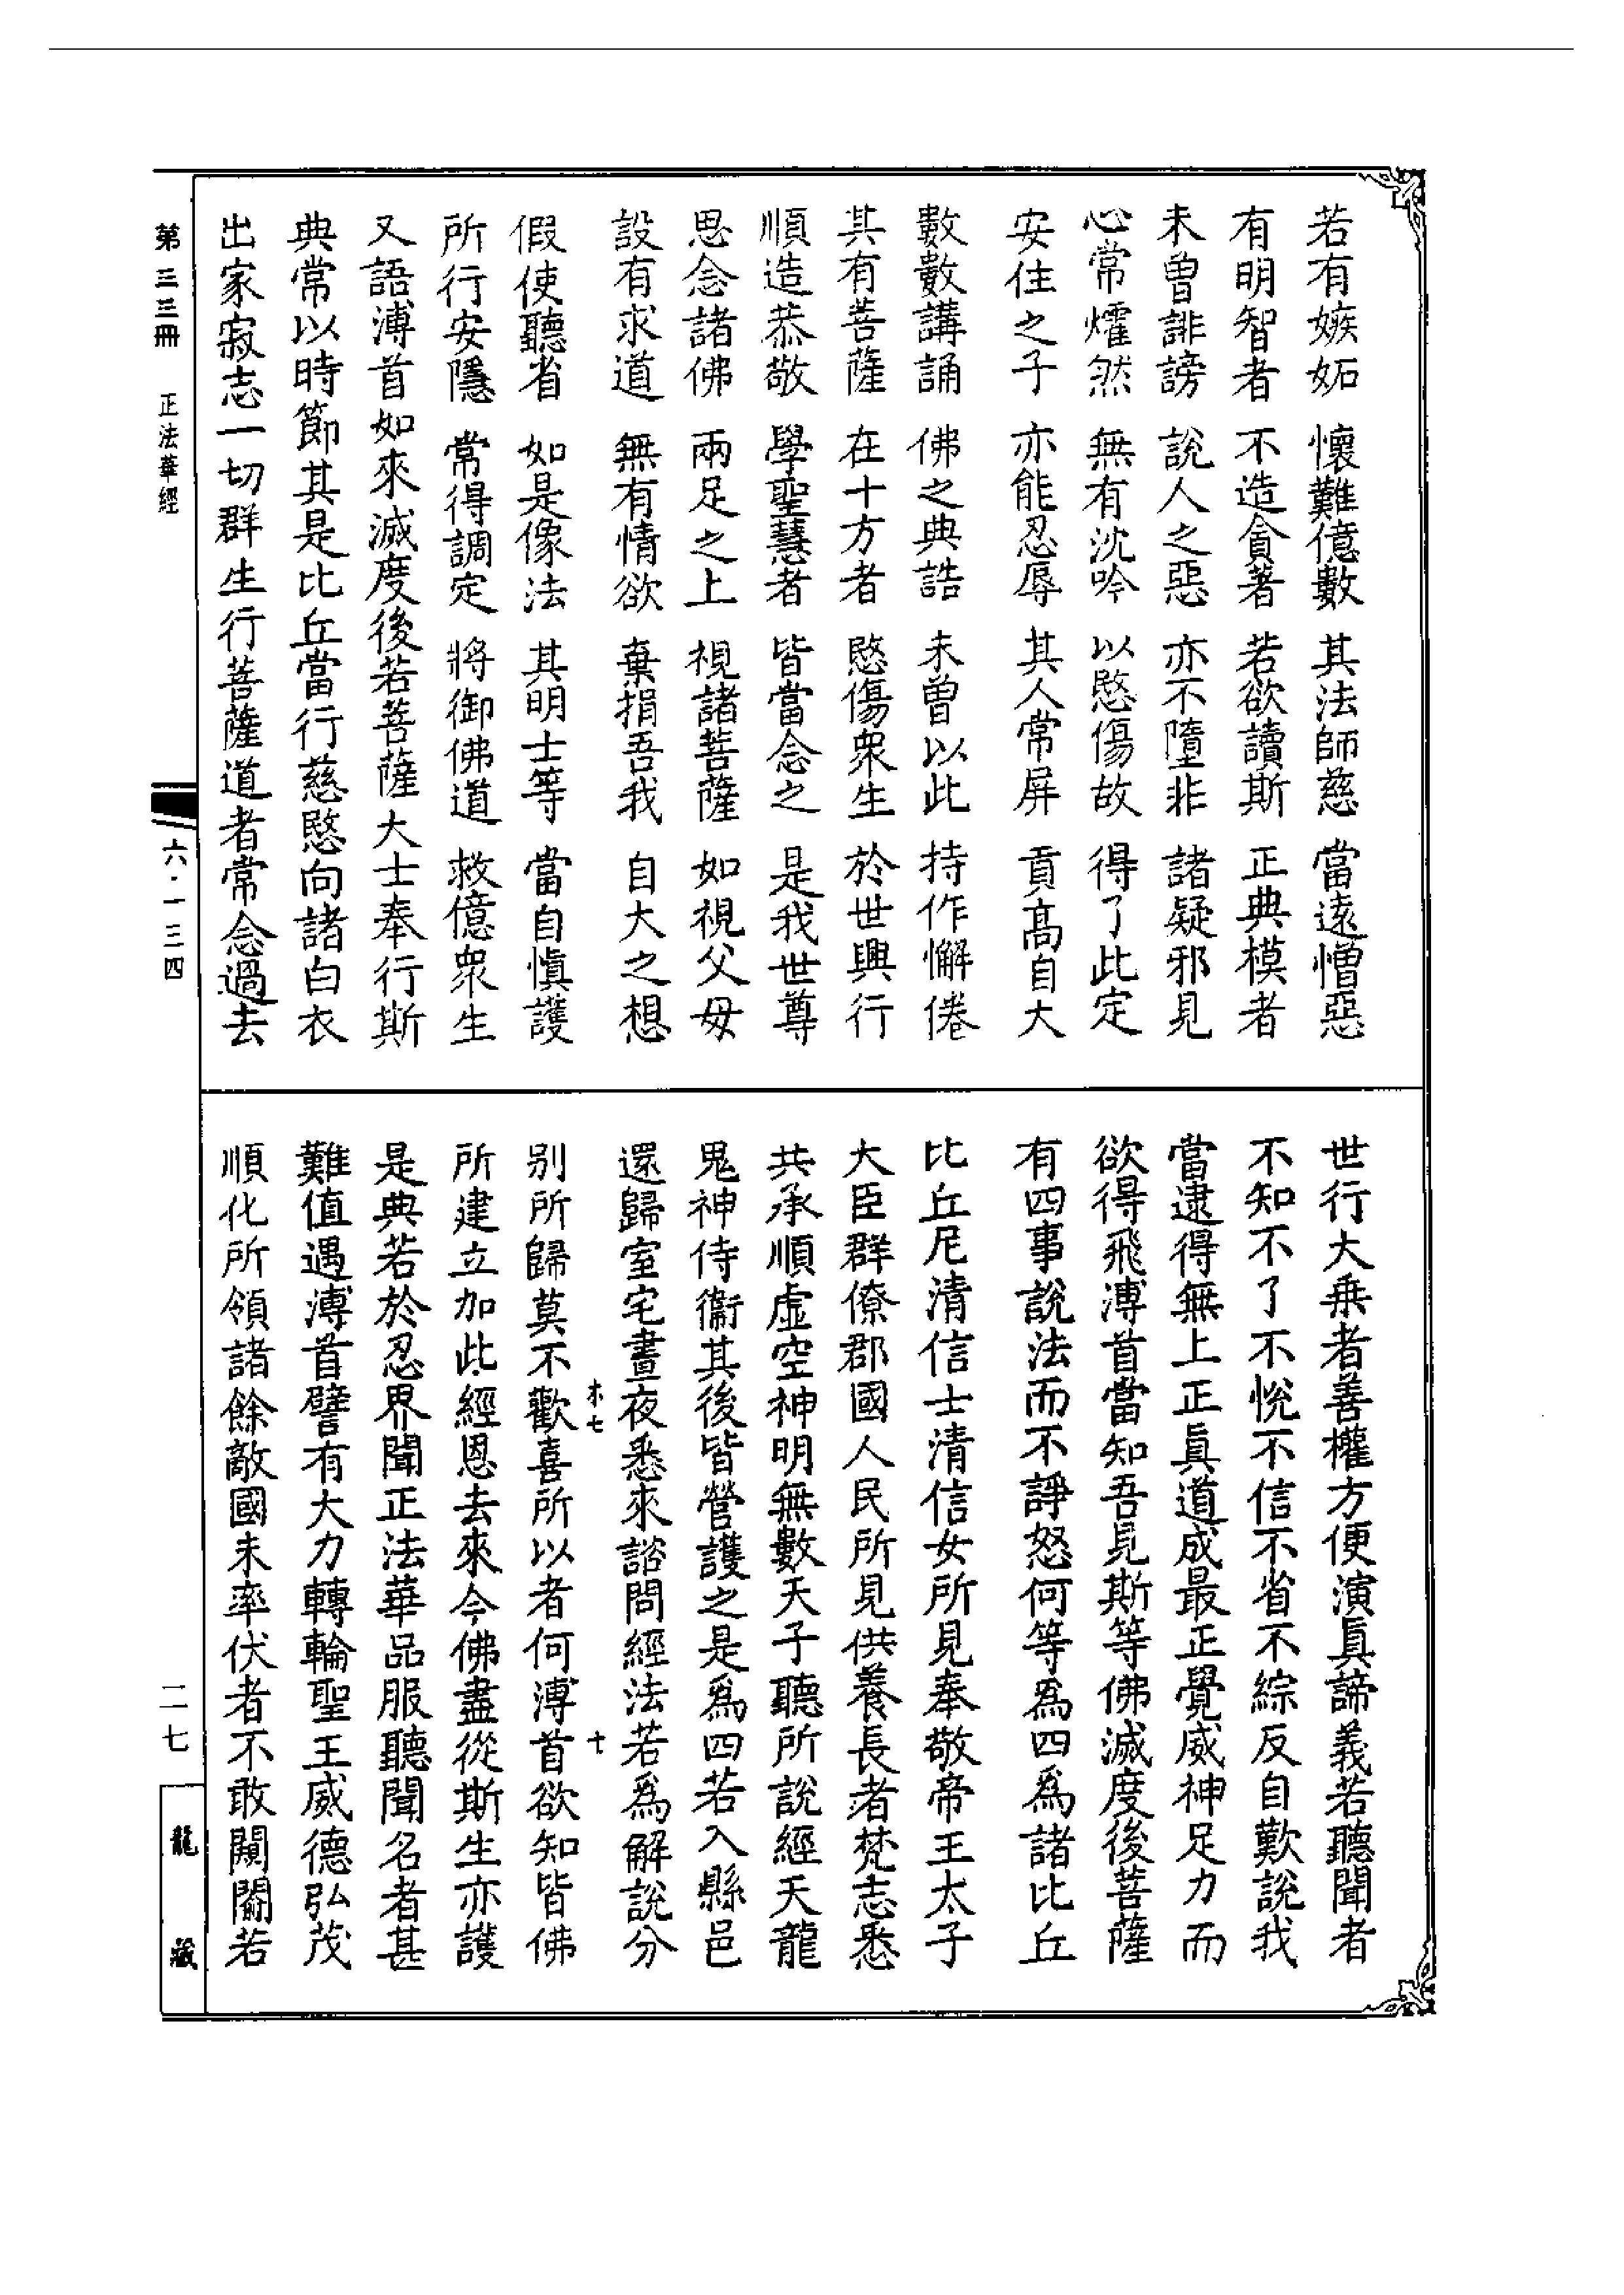 若有嫉妬　懷難億數　其法師慈　當遠憎惡
有明智者　不造貪著　若欲讀斯　正典模者
未曾誹謗　說人之惡　亦不墮非　諸疑邪見
心常燿然　無有沈吟　以愍傷故　得了此定
安住之子　亦能忍辱　其人常屏　貢高自大
數數講誦　佛之典誥　未曾以此　持作懈倦
其有菩薩　在十方者　愍傷衆生　於世興行
順造恭敬　學聖慧者　皆當念之　是我世尊
思念諸佛　兩足之上　視諸菩薩　如視父母
設有求道　無有情欲　棄捐吾我　自大之想
假使聽省　如是像法　其明士等　當自愼護
所行安隱　常得調定　將御佛道　救億衆生
又語溥首如來滅度後若菩薩大士奉行斯
典常以時節其是比丘當行慈愍向諸白衣
出家寂志一切群生行菩薩道者常念過去
世行大乘者善權方便演眞諦義若聽聞者
不知不了不悅不信不省不綜反自歎說我
當逮得無上正眞道成最正覺威神足力而
欲得飛溥首當知吾見斯等佛滅度後菩薩
有四事說法而不諍怒何等爲四爲諸比丘
比丘尼清信士清信女所見奉敬帝王太子
大臣群僚郡國人民所見供養長者梵志悉
共承順虛空神明無數天子聽所說經天龍
鬼神侍衞其後皆營護之是爲四若入縣邑
還歸室宅晝夜悉來諮問經法若爲解說分
木七
七
别所歸莫不歡喜所以者何溥首欲知皆佛
所建立加此經恩去來今佛盡從斯生亦護
是典若於忍界聞正法華品服聽聞名者甚
難值遇溥首譬有大力轉輪聖王威德弘茂
順化所領諸餘敵國未率伏者不敢闚闟若
第三三冊
正法華經
六·一三四
二七
龍藏